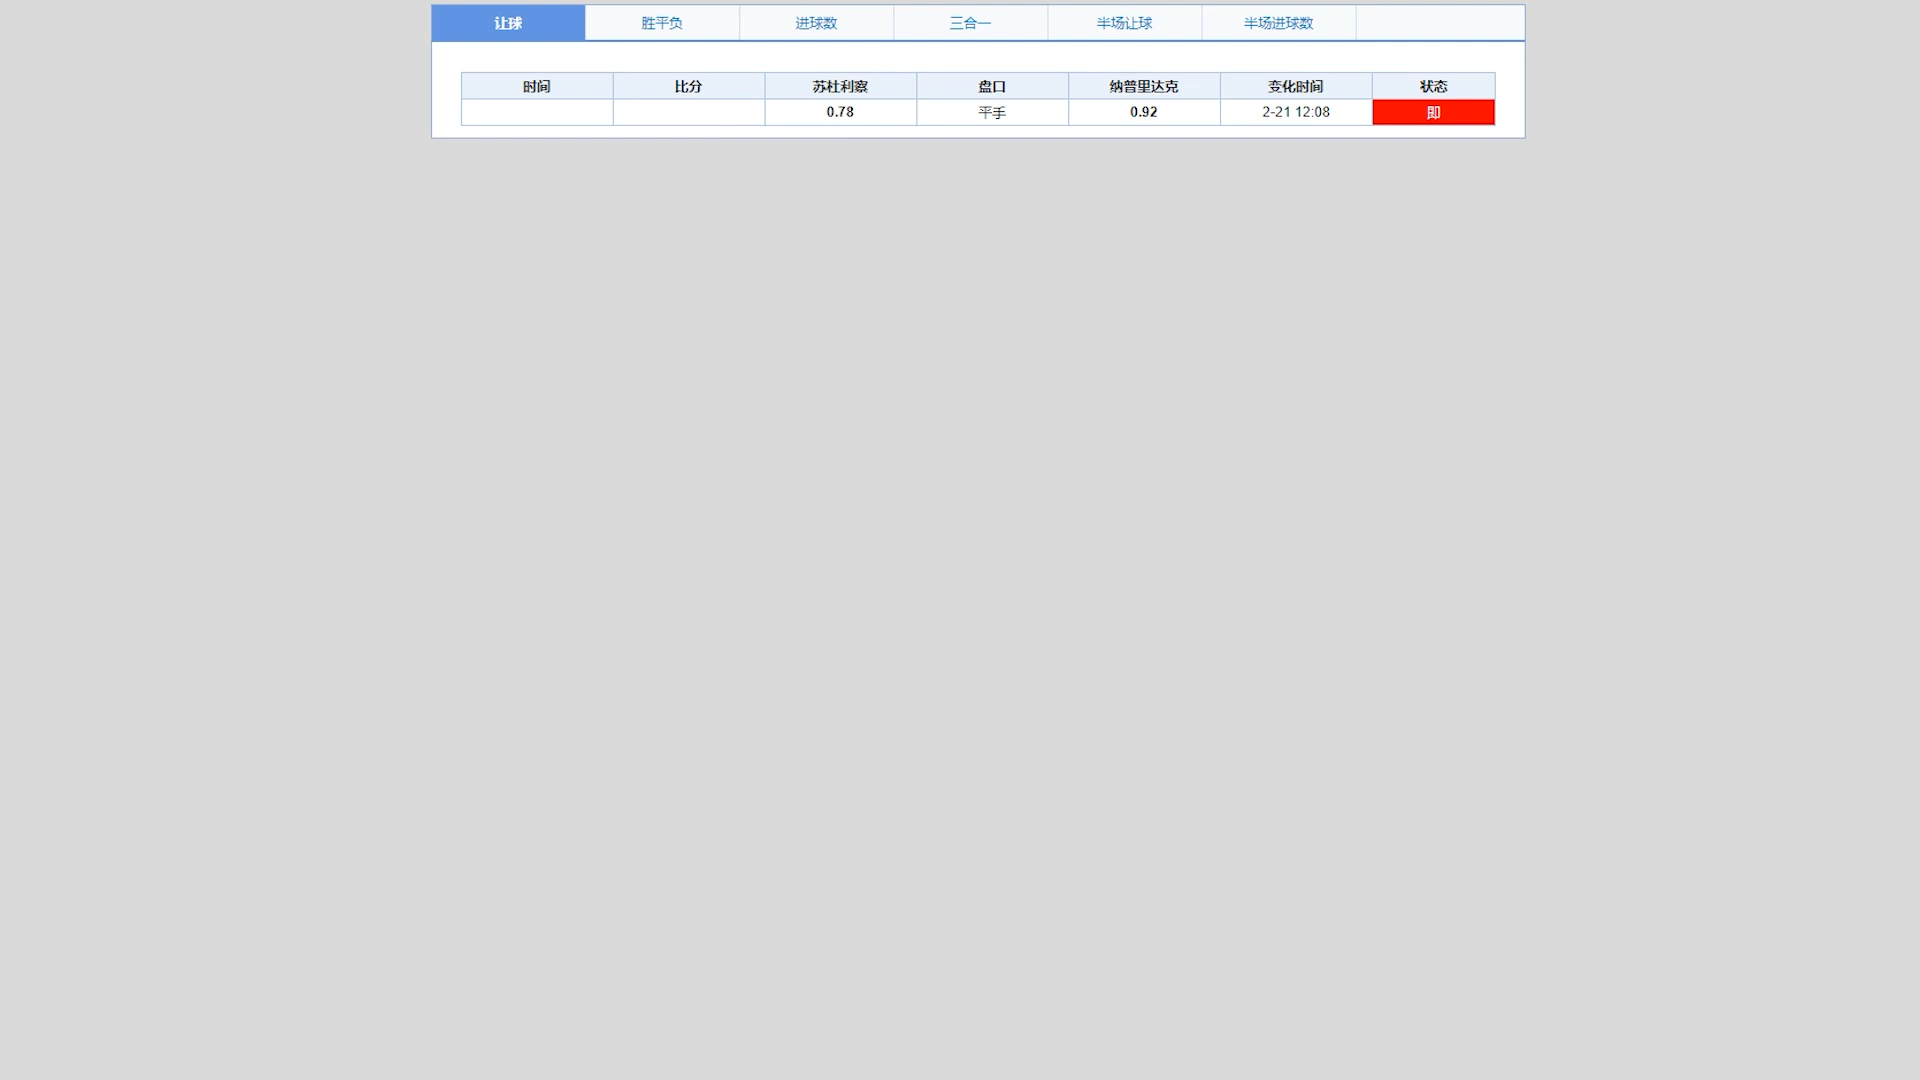 让球 胜平负 进球数 三合一 半场让球 半场进球数
时间 比分 苏杜利察 盘口 纳普里达克 变化时间 状态
0.78 平手 0.92 2-21 12:08 即